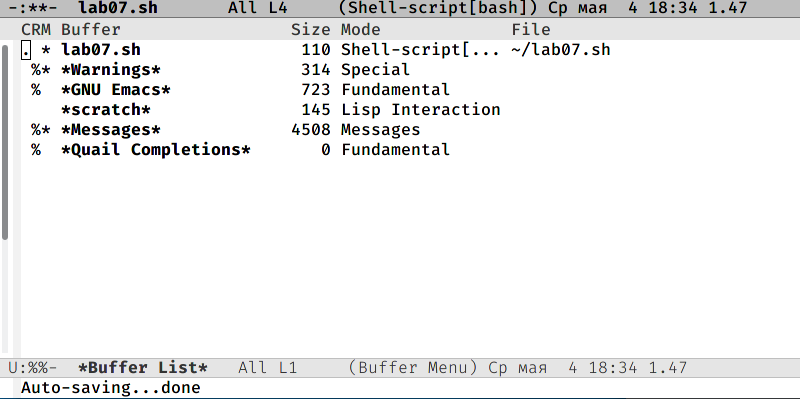 -:**-  lab07.sh       All L4     (Shell-script[bash]) Ср мая  4 18:34 1.47
CRM Buffer                 Size Mode             File
. * lab07.sh                110 Shell-script[... ~/lab07.sh
 %* *Warnings*              314 Special
 %  *GNU Emacs*             723 Fundamental
    *scratch*               145 Lisp Interaction
 %* *Messages*             4508 Messages
 %  *Quail Completions*       0 Fundamental
U:%%-  *Buffer List*   All L1     (Buffer Menu) Ср мая  4 18:34 1.47
Auto-saving...done